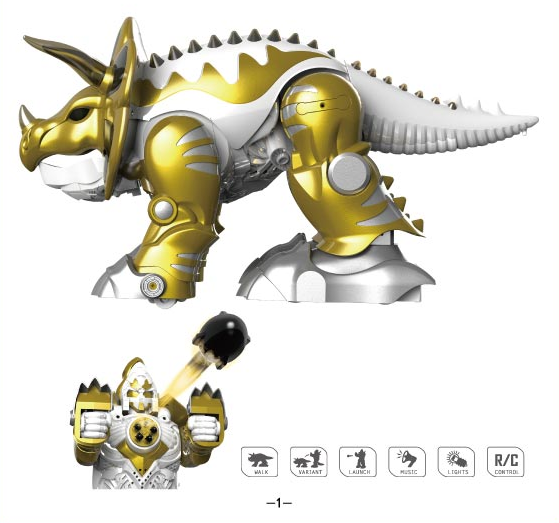 WALK
VARIANT
LAUNCH
MUSIC
LIGHTS
R/C
CONTROL
—1—